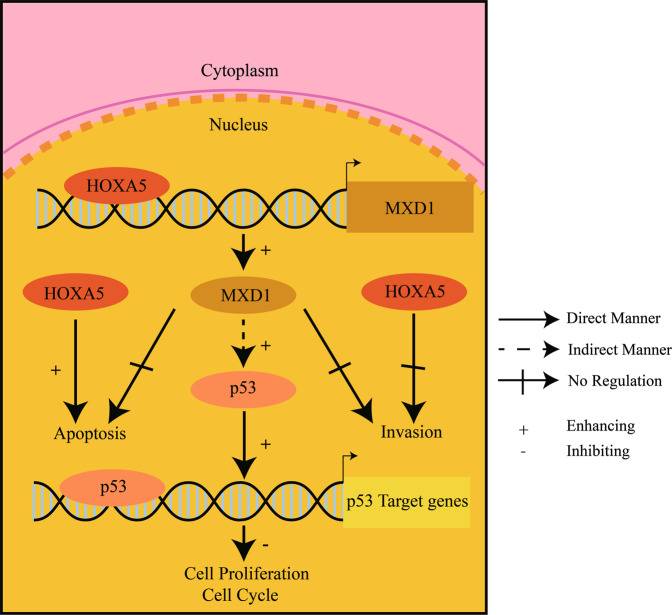 Cytoplasm
Nucleus
HOXA5
MXD1
+
HOXA5
MXD1
HOXA5
+
+
p53
Apoptosis
Invasion
+
p53
p53 Target genes
-
Cell Proliferation
Cell Cycle
Direct Manner
Indirect Manner
No Regulation
+ Enhancing
- Inhibiting